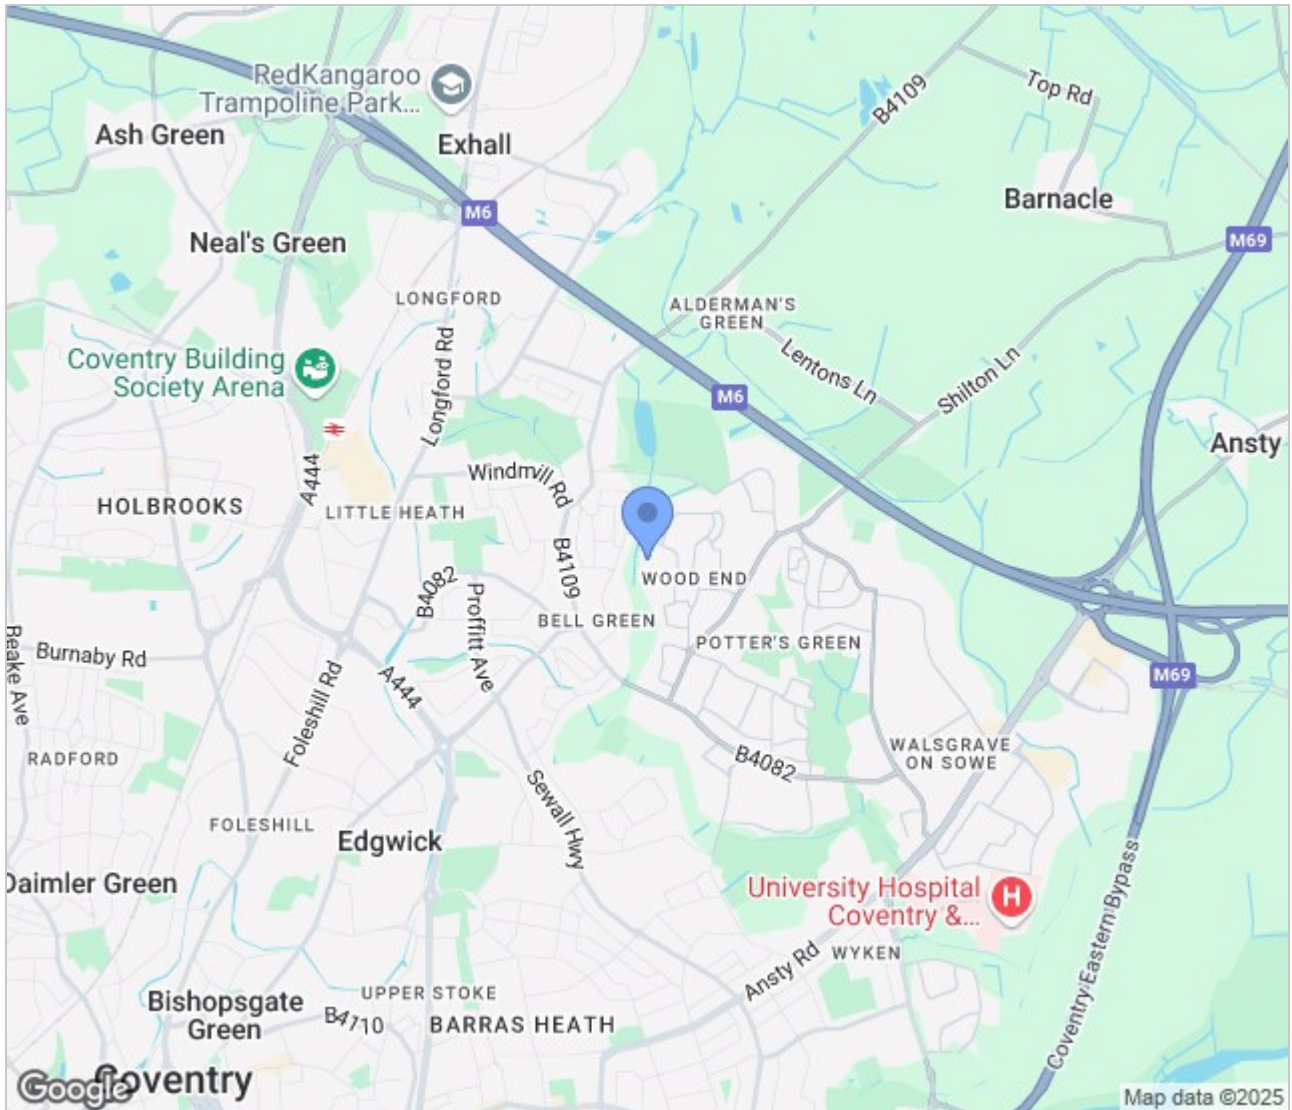 RedKangaroo
Trampoline Park...
Ash Green
Exhall
B4109
Top Rd
Barnacle
M6
Neal's Green
M69
LONGFORD
ALDERMAN'S
GREEN
Coventry Building
Society Arena
Longford Rd
Lentons Ln
Shilton Ln
M6
Ansty
A444
Windmill Rd
HOLBROOKS
LITTLE HEATH
B4109
WOOD END
B4082
Proffitt Ave
BELL GREEN
POTTER'S GREEN
Beake Ave
Burnaby Rd
Foleshill Rd
A444
M69
RADFORD
WALSGRAVE
ON SOWE
B4082
Sewall Hwy
FOLESHILL
Edgwick
Daimler Green
University Hospital
Coventry &...
H
Coventry Eastern Bypass
WYKEN
Ansty Rd
UPPER STOKE
Bishopsgate
Green
B4110
BARRAS HEATH
Coventry
Google
Map data ©2025